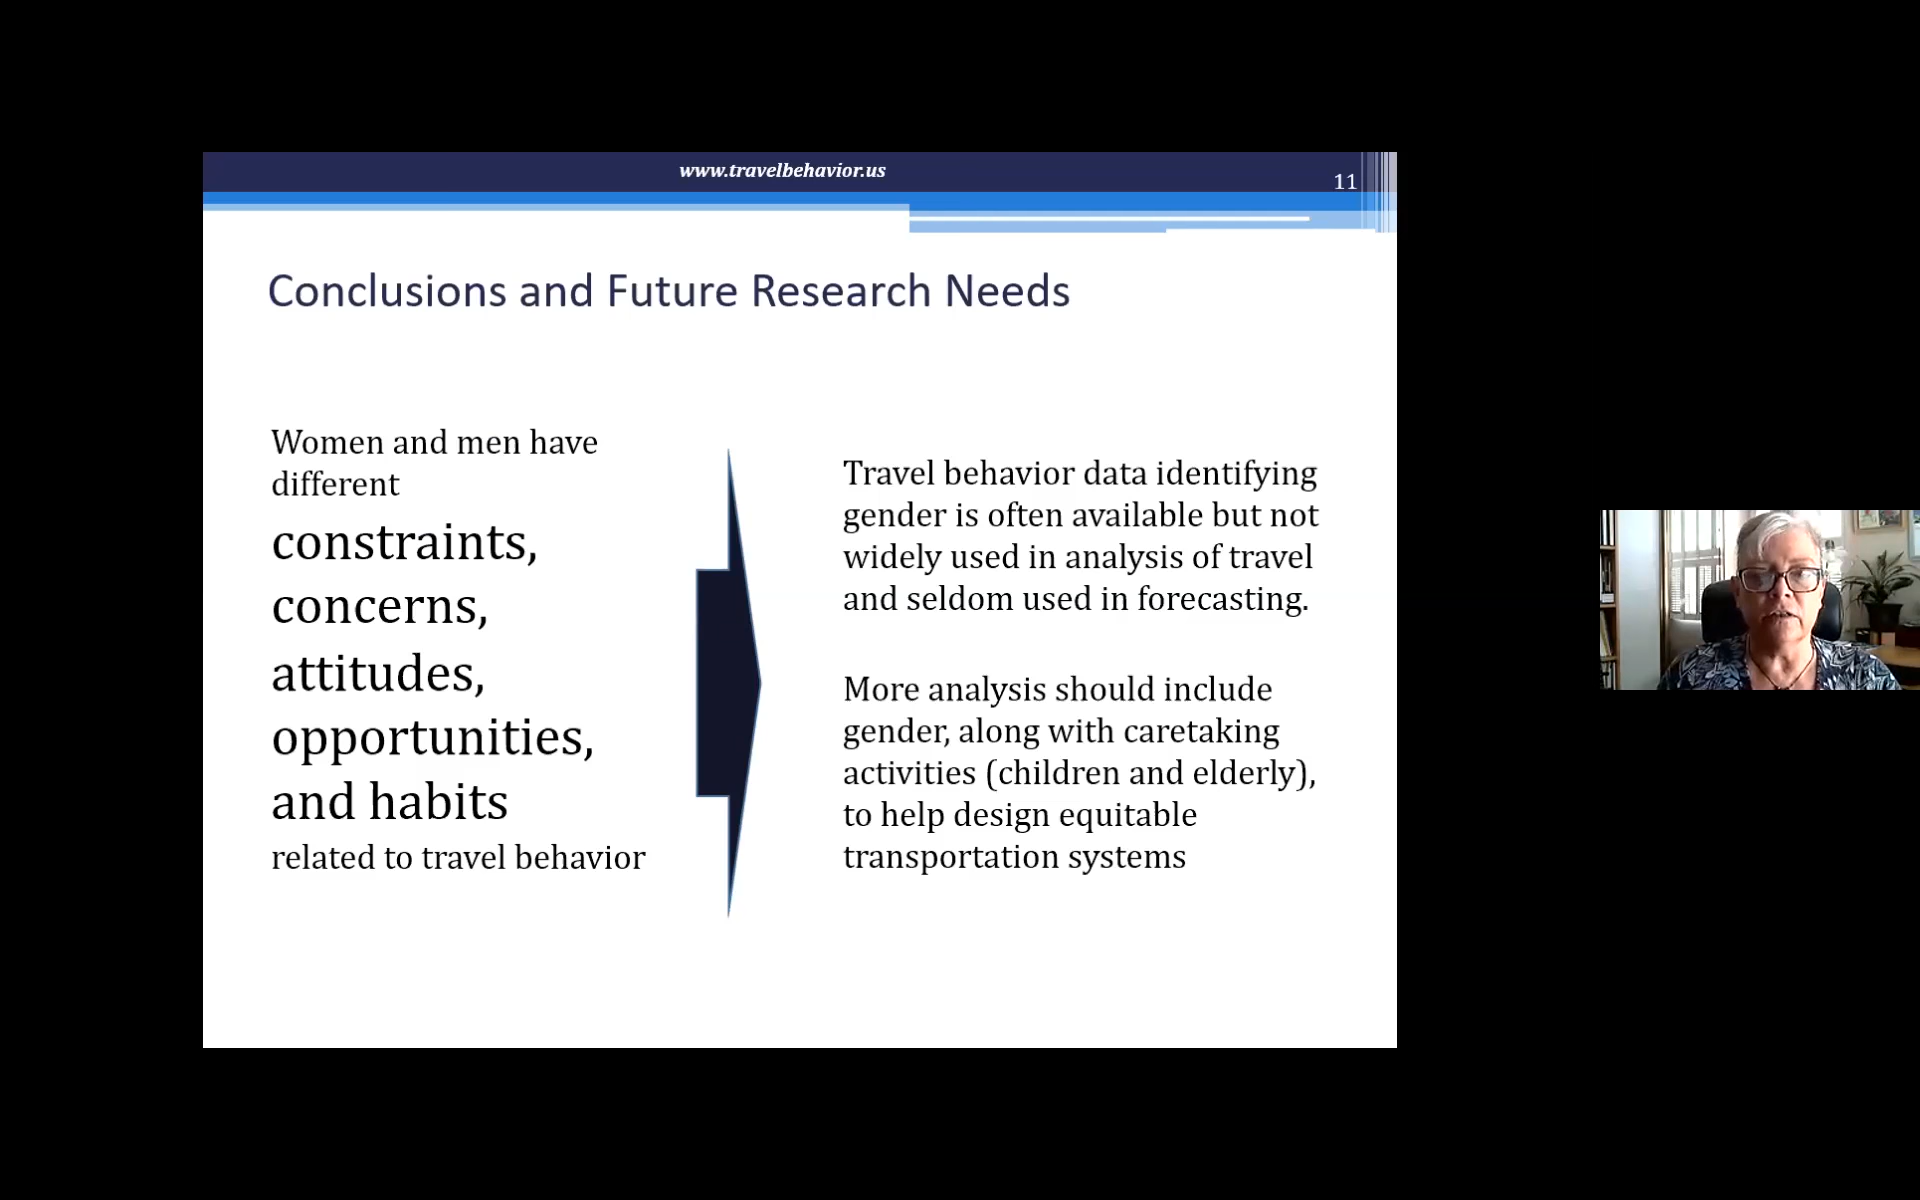 www.travelbehavior.us
11
Conclusions and Future Research Needs
Women and men have
different
constraints,
concerns,
attitudes,
opportunities,
and habits
related to travel behavior
Travel behavior data identifying
gender is often available but not
widely used in analysis of travel
and seldom used in forecasting.
More analysis should include
gender, along with caretaking
activities (children and elderly),
to help design equitable
transportation systems